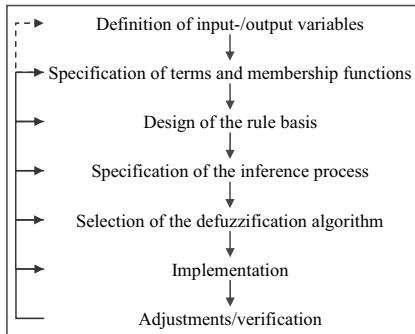 Definition of input-/output variables
Specification of terms and membership functions
Design of the rule basis
Specification of the inference process
Selection of the defuzzification algorithm
Implementation
Adjustments/verification